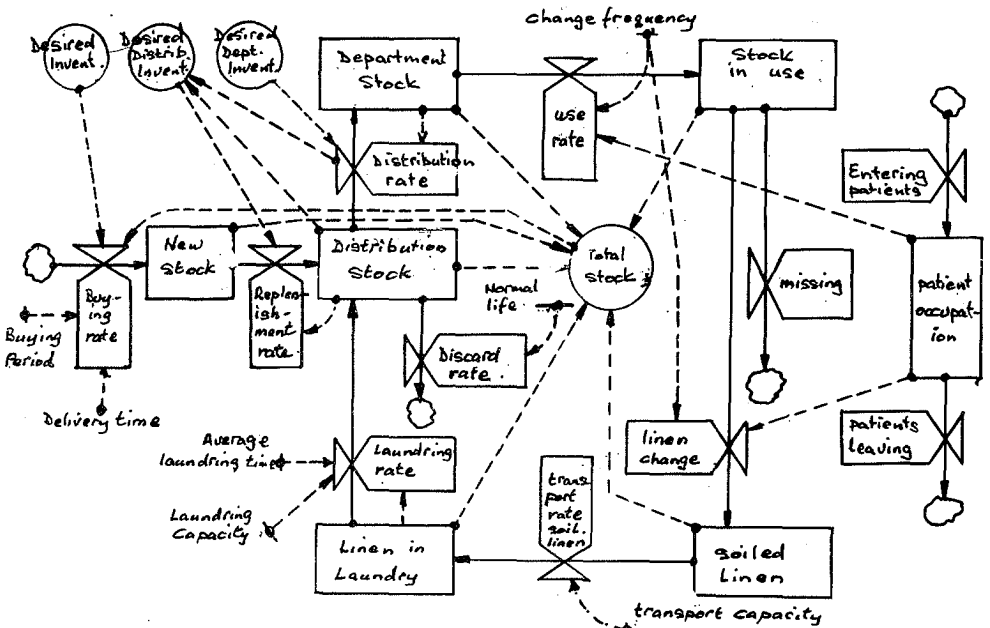 change frequency
Desired
Invent.
Desired
Distrib.
Invent.
Desired
Dept.
Invent.
Department
Stock
Stock
in use
use
rate
Distribution
rate
Entering
patients
New
Stock
Distribution
Stock
Total
Stock
Normal
life
missing
patient
occupat-
ion
Buy-
ing
rate
Buying
Period
Replen-
ishment
rate
Discard
rate.
Delivery time
Average
laundring time
Laundring
rate
linen
change
patients
leaving
trans
port
rate
soil.
linen
Laundring
Capacity
Linen in
Laundry
soiled
Linen
transport capacity